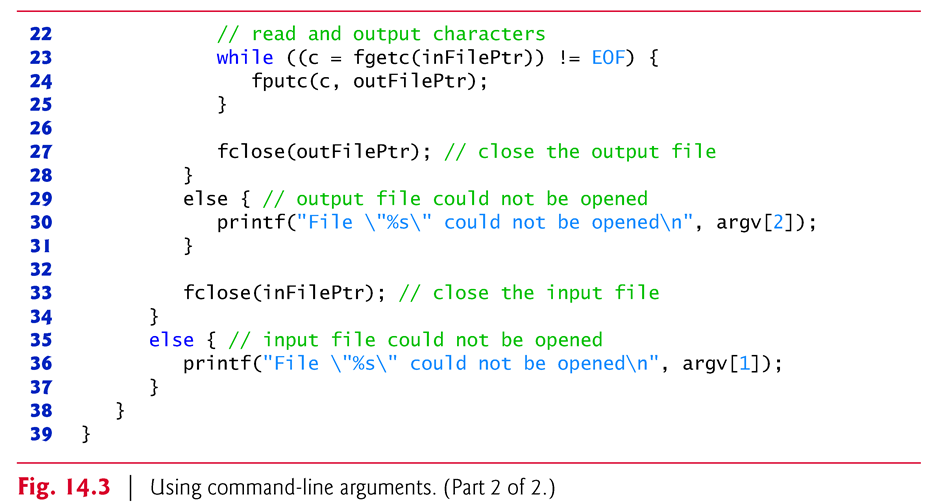 22 // read and output characters
23 while ((c = fgetc(inFilePtr)) != EOF) {
24 fputc(c, outFilePtr);
25 }
26
27 fclose(outFilePtr); // close the output file
28 }
29 else { // output file could not be opened
30 printf("File \"%s\" could not be opened\n", argv[2]);
31 }
32
33 fclose(inFilePtr); // close the input file
34 }
35 else { // input file could not be opened
36 printf("File \"%s\" could not be opened\n", argv[1]);
37 }
38 }
39 }
Fig. 14.3 | Using command-line arguments. (Part 2 of 2.)